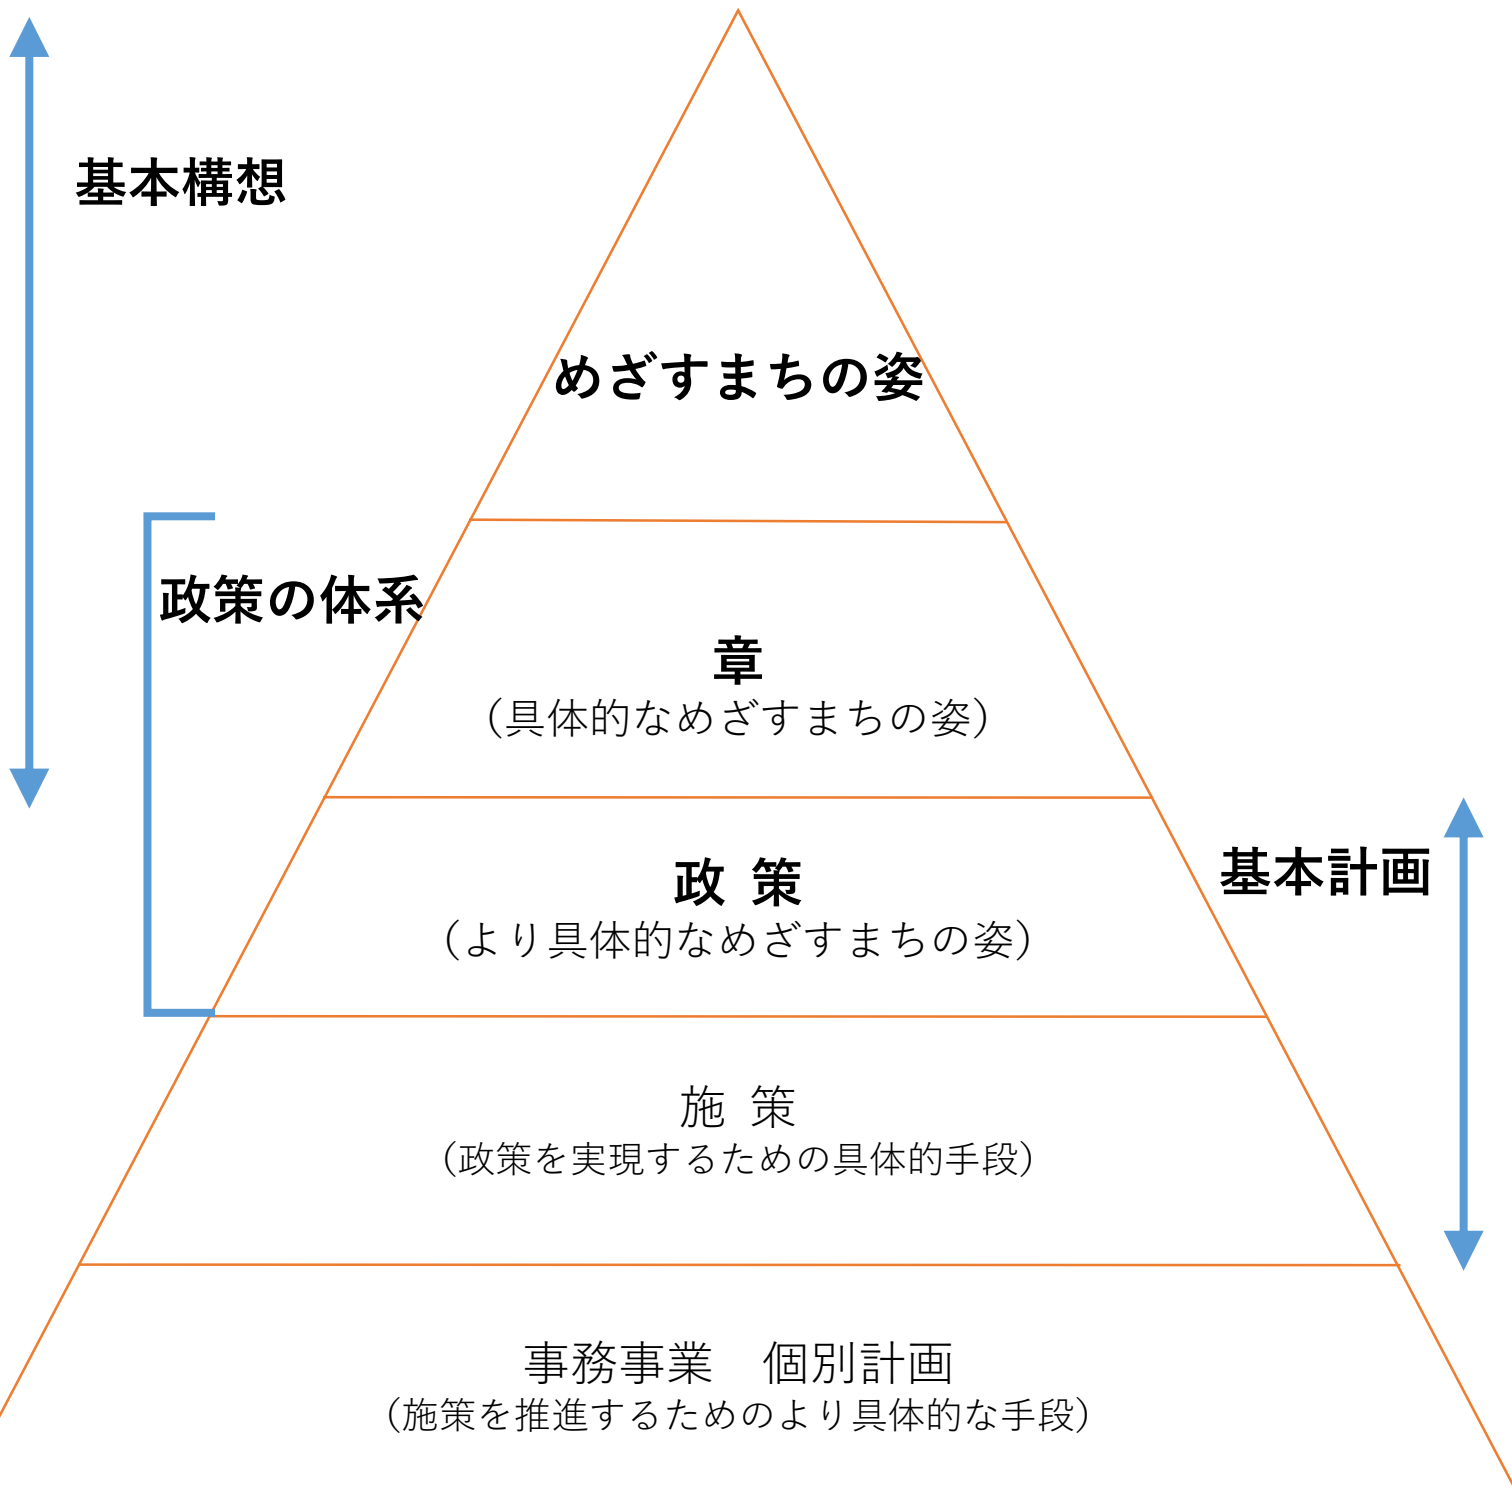 基本構想
めざすまちの姿
政策の体系
章
（具体的なめざすまちの姿）
基本計画
政 策
（より具体的なめざすまちの姿）
施 策
（政策を実現するための具体的手段）
事務事業　個別計画
（施策を推進するためのより具体的な手段）